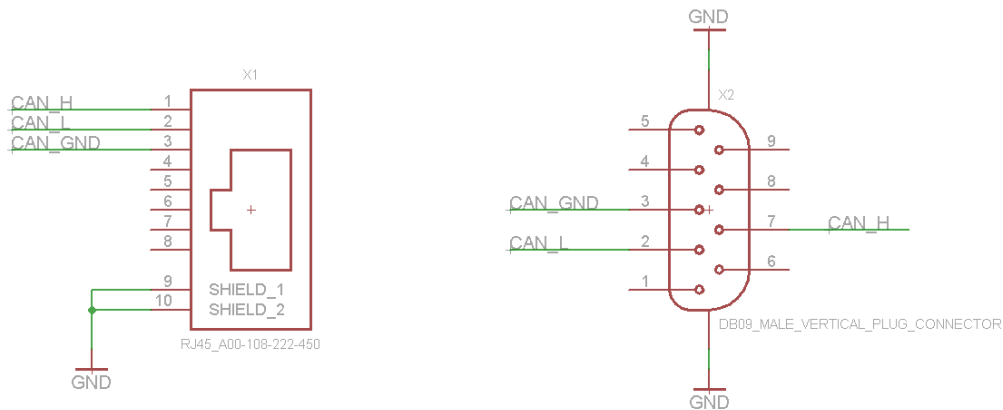 X1
CAN_H 1
CAN_L 2
CAN_GND 3
4
5
6
7
8
9 SHIELD_1
10 SHIELD_2
RJ45_A00-108-222-450
GND
GND
X2
5
9
4
8
CAN_GND 3
7 CAN_H
CAN_L 2
6
1
DB09_MALE_VERTICAL_PLUG_CONNECTOR
GND